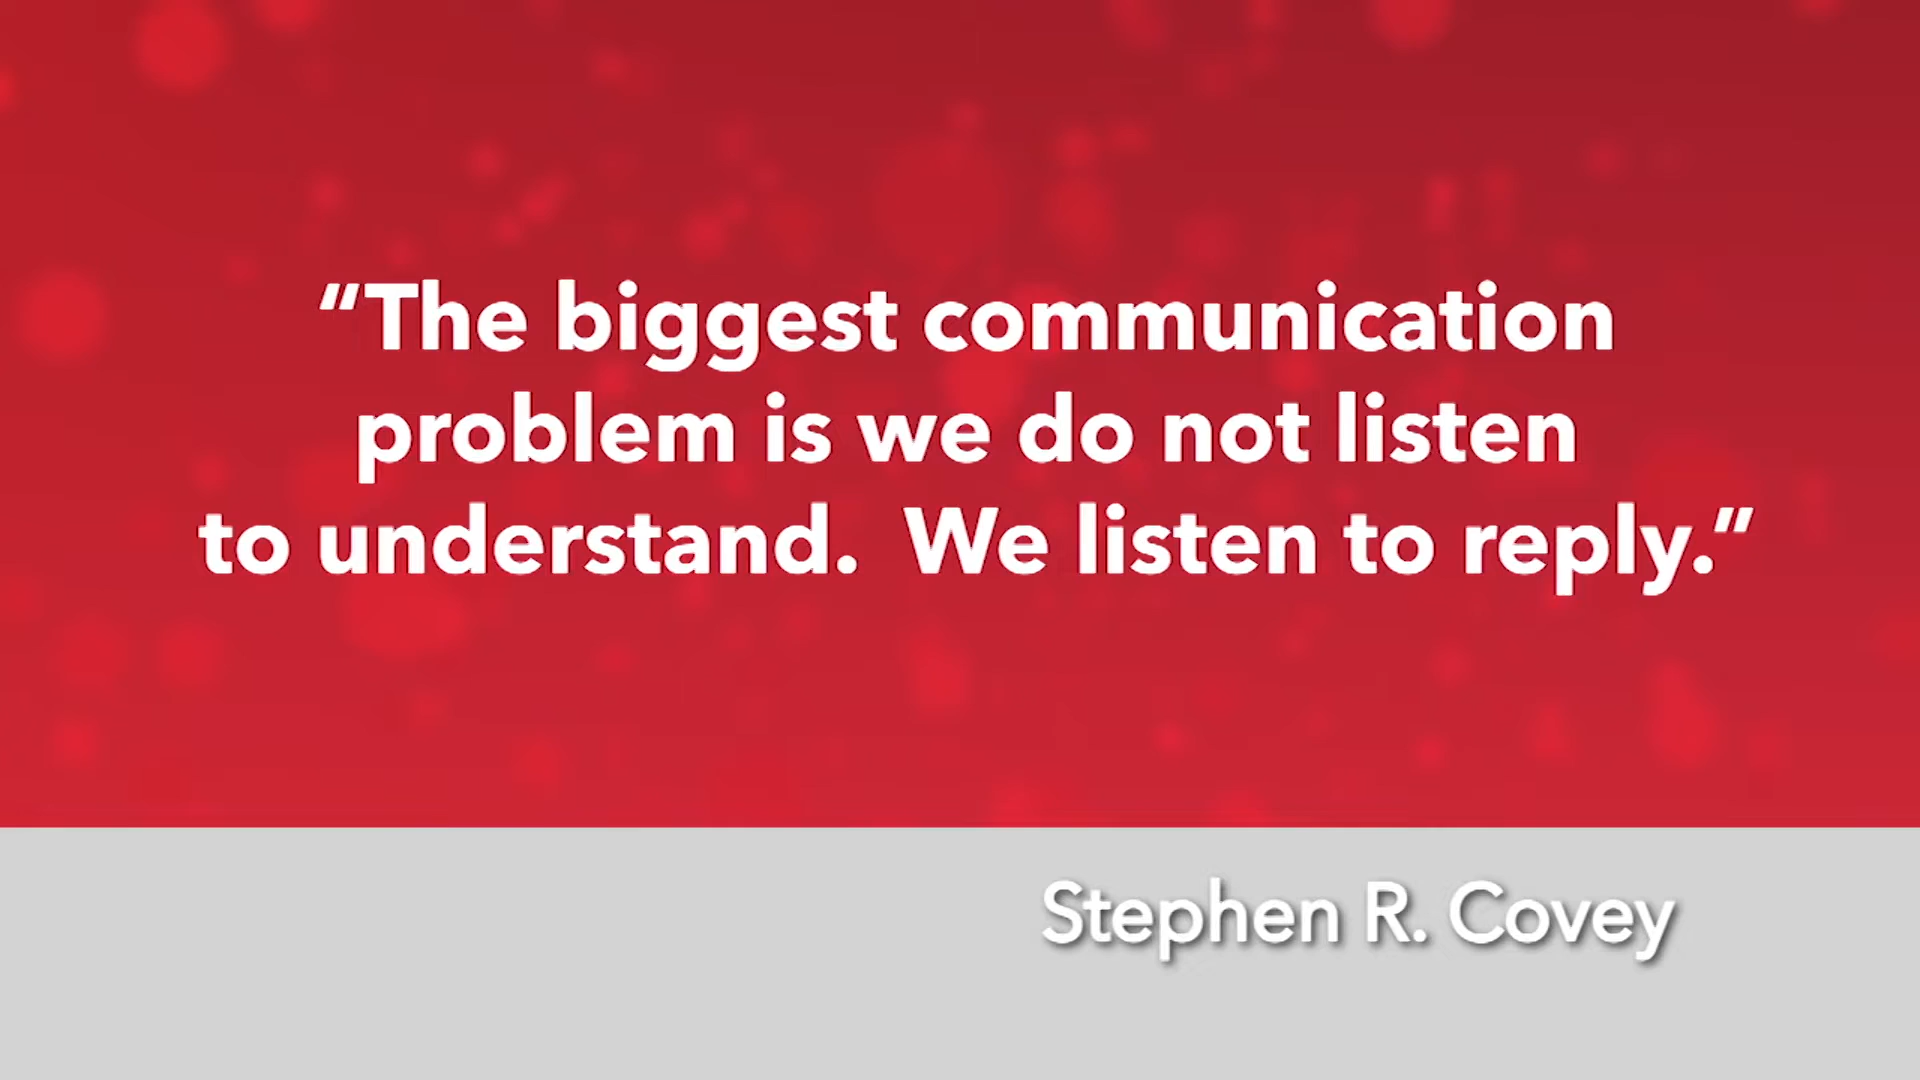 “The biggest communication
problem is we do not listen
to understand.  We listen to reply.”
Stephen R. Covey